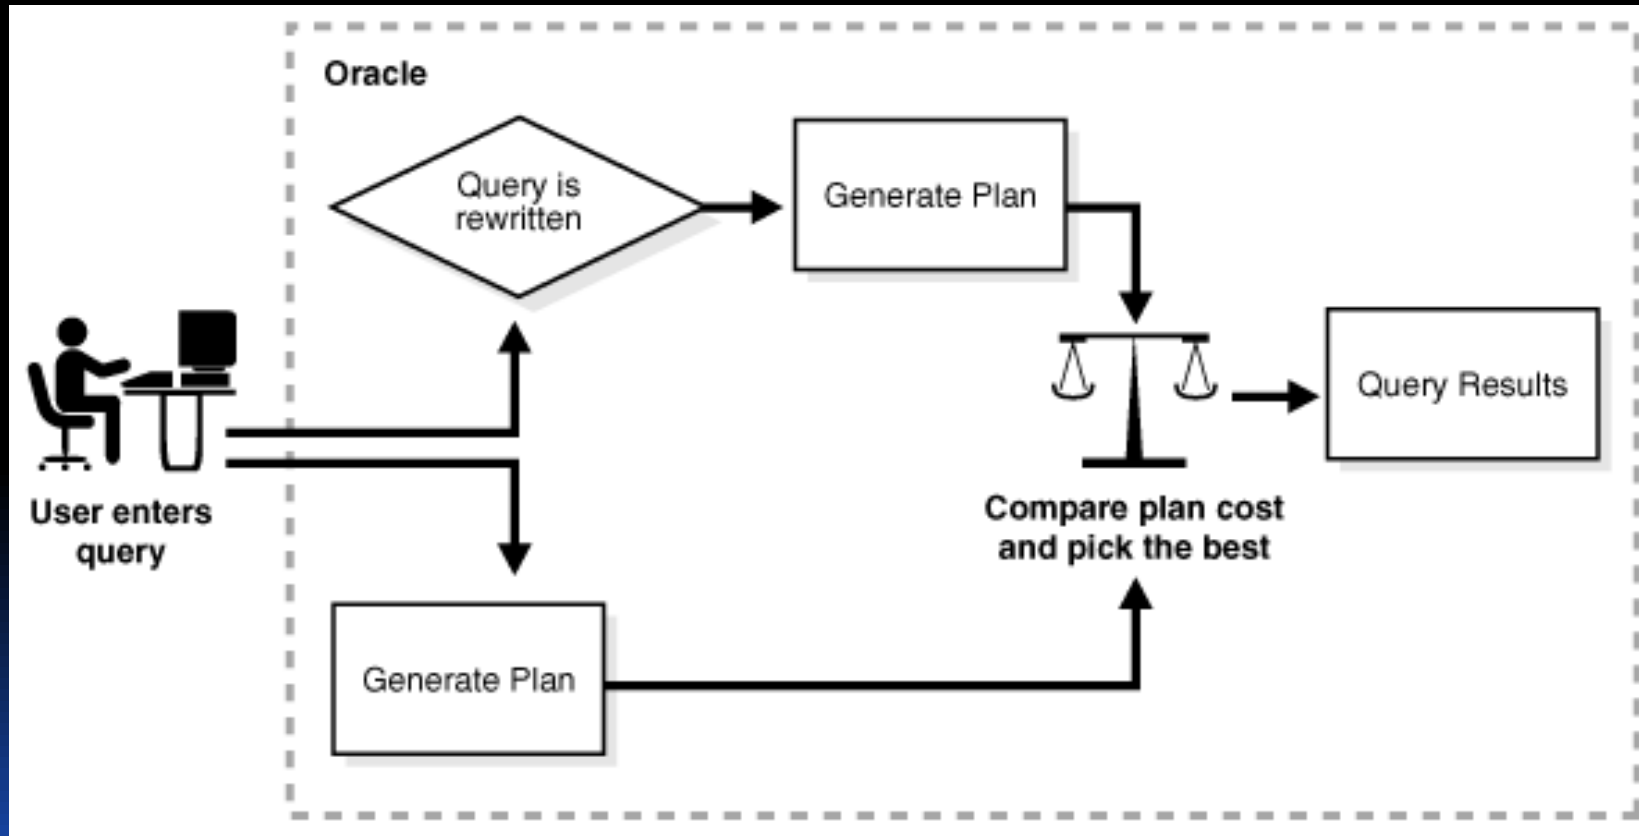 Oracle
Query is
rewritten
Generate Plan
Query Results
User enters
query
Compare plan cost
and pick the best
Generate Plan